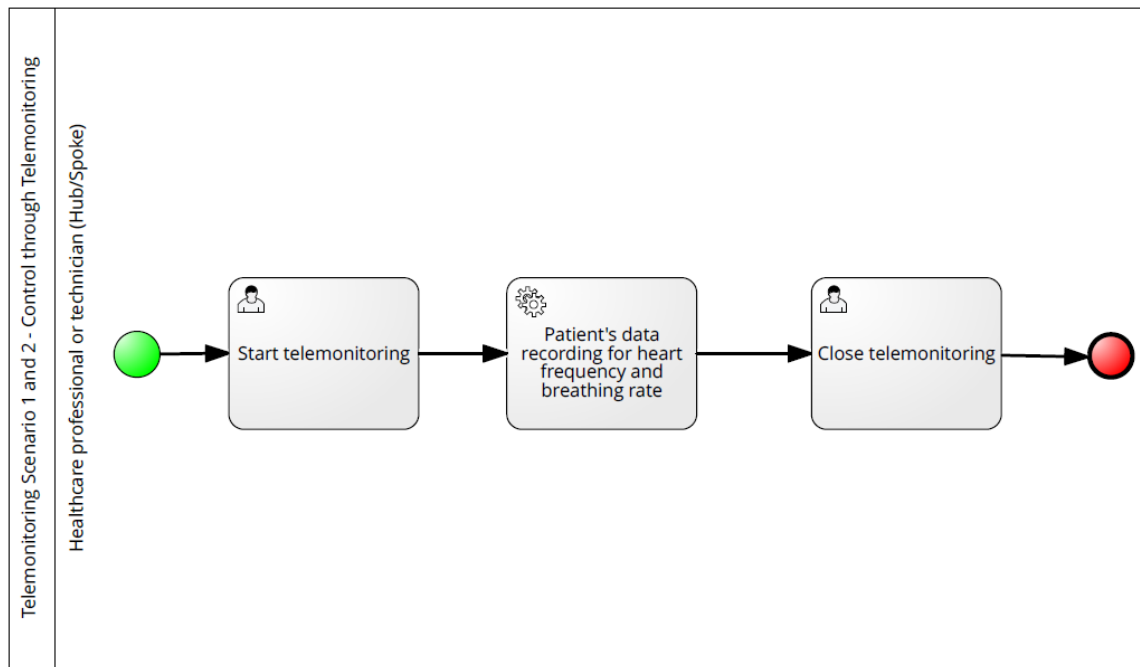 Telemonitoring Scenario 1 and 2 - Control through Telemonitoring
Healthcare professional or technician (Hub/Spoke)
Start telemonitoring
Patient's data
recording for heart
frequency and
breathing rate
Close telemonitoring